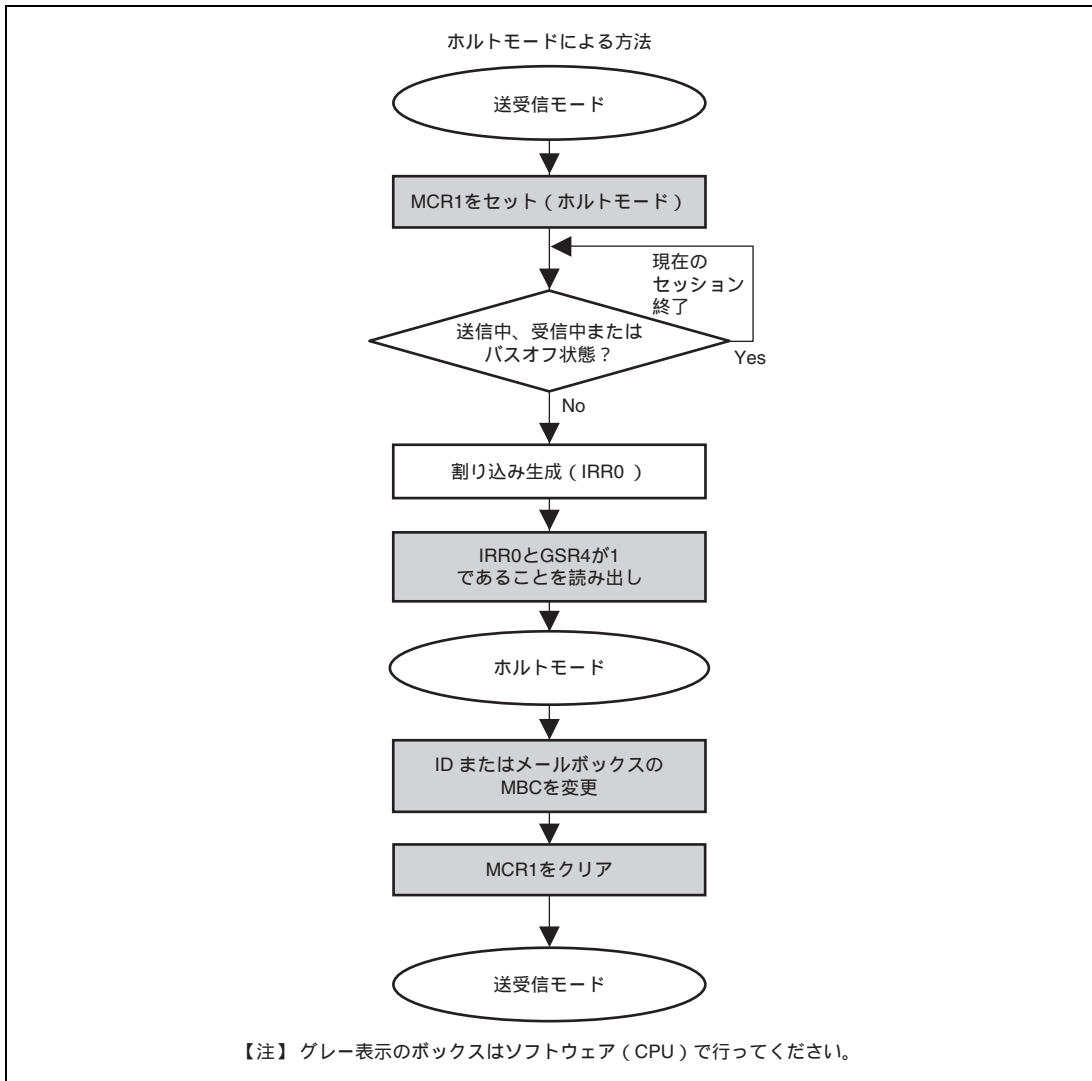 ホルトモードによる方法
送受信モード
MCR1をセット（ホルトモード）
現在の
セッション
終了
送信中、受信中または
バスオフ状態？
Yes
No
割り込み生成（IRR0 ）
IRR0とGSR4が1
であることを読み出し
ホルトモード
ID またはメールボックスの
MBCを変更
MCR1をクリア
送受信モード
【注】 グレー表示のボックスはソフトウェア（CPU）で行ってください。